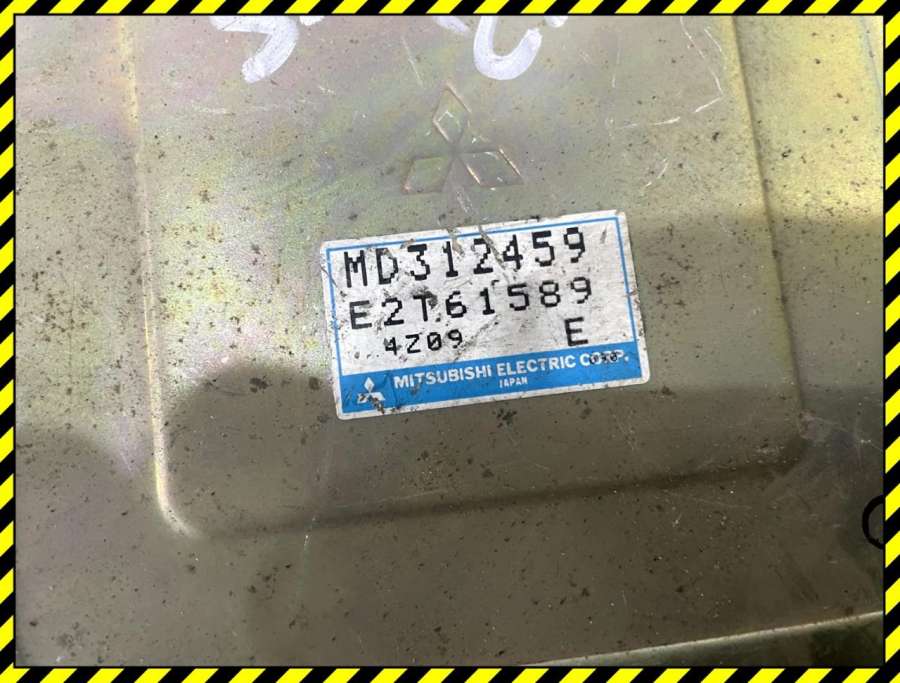 MD312459
E2T61589
4Z09 E
MITSUBISHI ELECTRIC CORP.
JAPAN